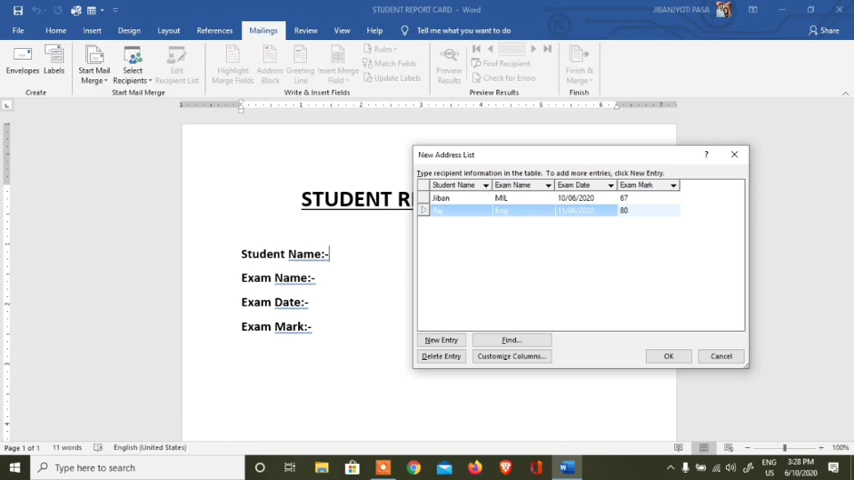 STUDENT REPORT CARD - Word
JIBANJYOTI PASA
File Home Insert Design Layout References Mailings Review View Help Tell me what you want to do Share
Envelopes Labels
Start Mail Merge
Select Recipients
Edit Recipient List
Highlight Merge Fields
Address Block
Greeting Line
Insert Merge Field
Rules
Match Fields
Update Labels
Preview Results
Find Recipient
Check for Errors
Finish & Merge
Create
Start Mail Merge
Write & Insert Fields
Preview Results
Finish
STUDENT R
Student Name:-
Exam Name:-
Exam Date:-
Exam Mark:-
New Address List
Type recipient information in the table. To add more entries, click New Entry.
Student Name Exam Name Exam Date Exam Mark
Jiban MIL 10/06/2020 67
Raj Eng 11/06/2020 80
New Entry Find...
Delete Entry Customize Columns... OK Cancel
Page 1 of 1 11 words English (United States) 100%
Type here to search
ENG
US
3:28 PM
6/10/2020